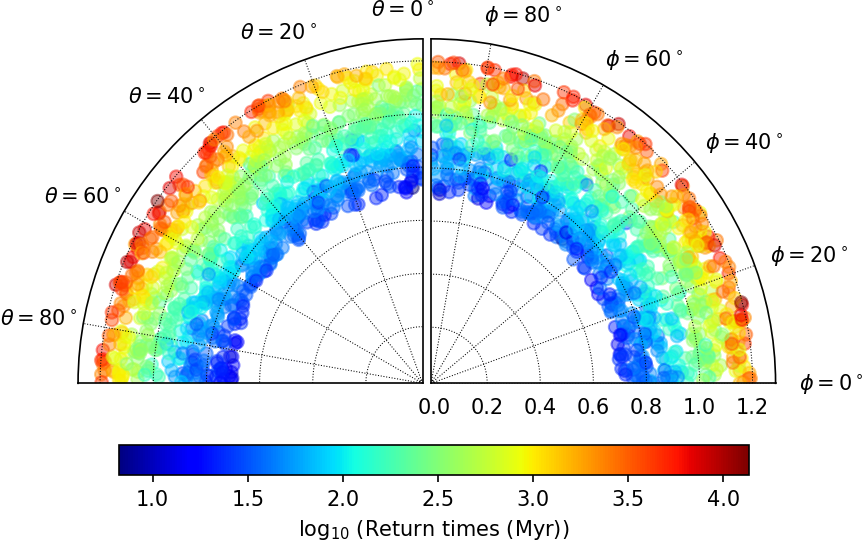 θ = 0° ϕ = 80°
θ = 20° ϕ = 60°
θ = 40° ϕ = 40°
θ = 60° ϕ = 20°
θ = 80° ϕ = 0°
0.0 0.2 0.4 0.6 0.8 1.0 1.2
1.0 1.5 2.0 2.5 3.0 3.5 4.0
log₁₀ (Return times (Myr))